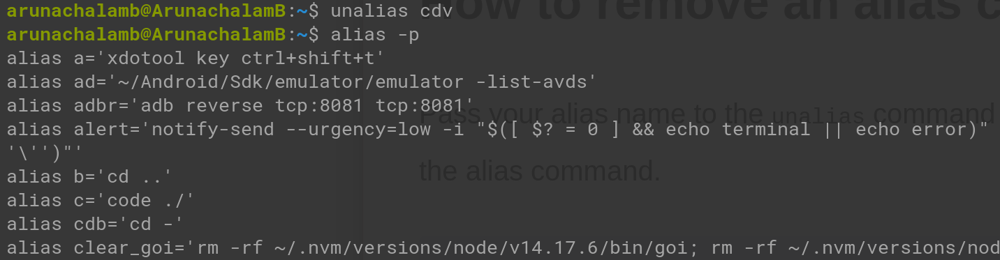 arunachalamb@ArunachalamB:~$ unalias cdv
arunachalamb@ArunachalamB:~$ alias -p
alias a='xdotool key ctrl+shift+t'
alias ad='~/Android/Sdk/emulator/emulator -list-avds'
alias adbr='adb reverse tcp:8081 tcp:8081'
alias alert='notify-send --urgency=low -i "$([ $? = 0 ] && echo terminal || echo error)"
'\'')"'
alias b='cd ..'
alias c='code ./'
alias cdb='cd -'
alias clear_goi='rm -rf ~/.nvm/versions/node/v14.17.6/bin/goi; rm -rf ~/.nvm/versions/nod
How to remove an alias c
Pass your alias name to the unalias command
the alias command.